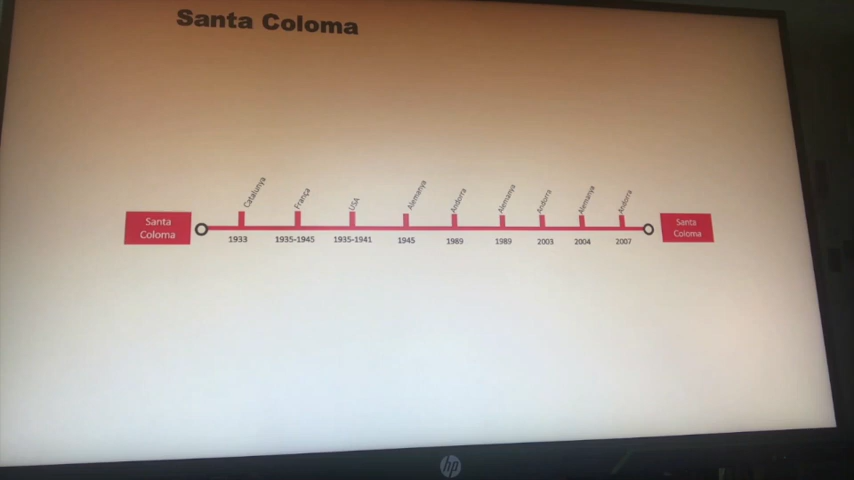 Santa Coloma
Catalunya
França
USA
Alemanya
Andorra
Alemanya
Andorra
Alemanya
Andorra
Santa
Coloma
Santa
Coloma
1933
1935-1945
1935-1941
1945
1989
1989
2003
2004
2007
hp